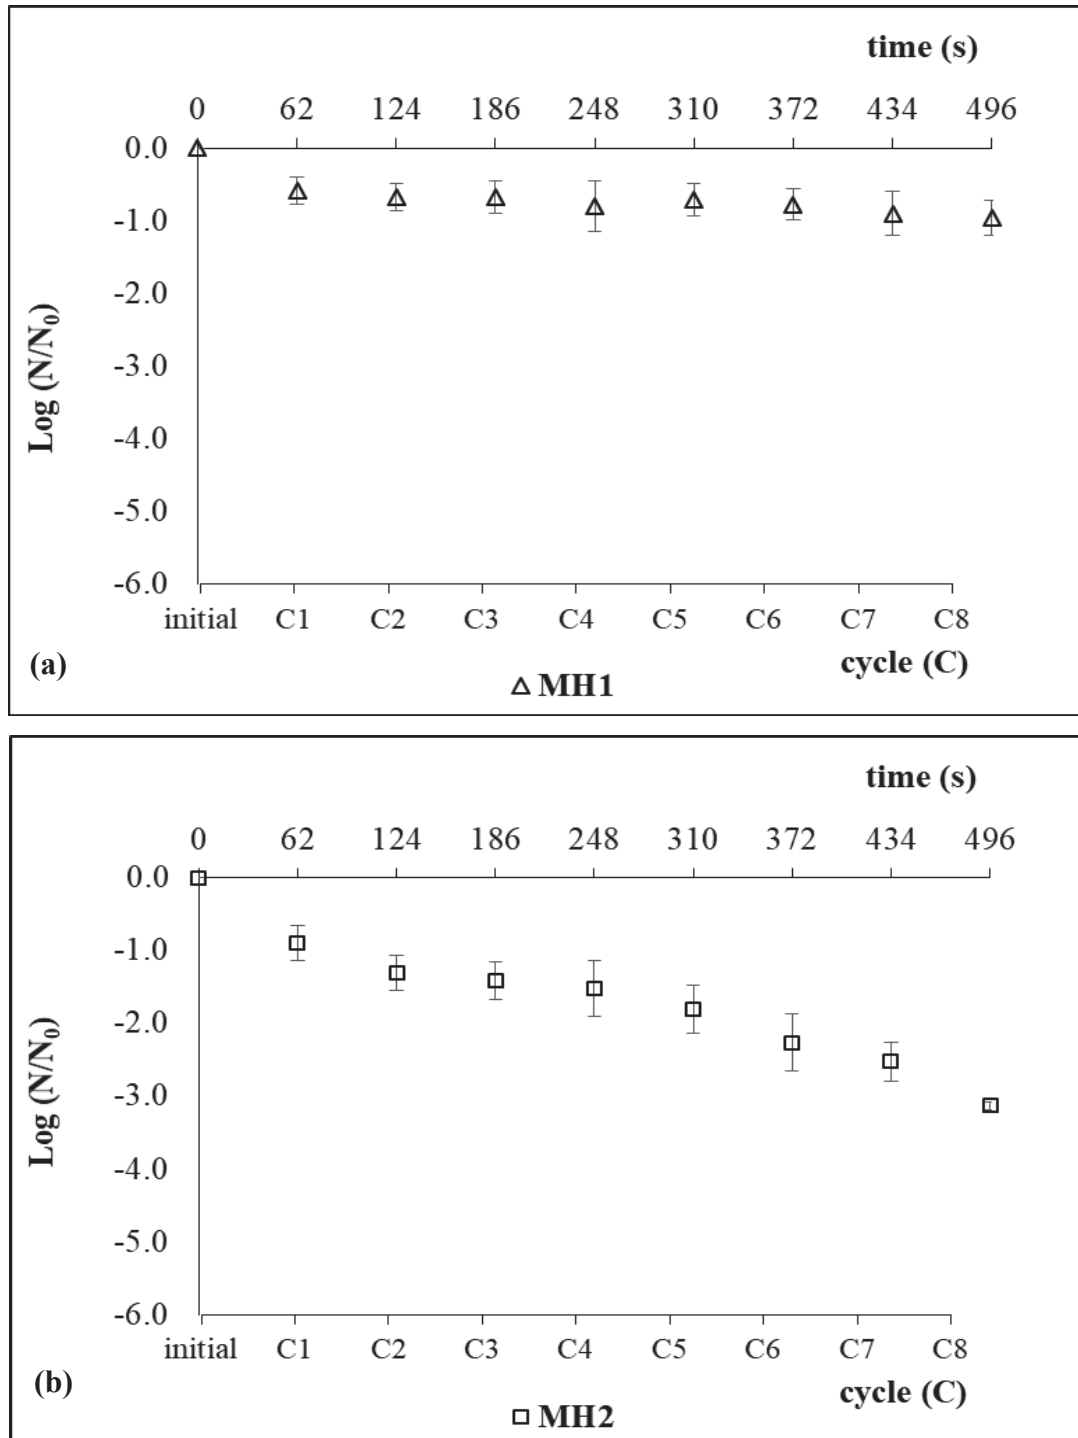 time (s)
0 62 124 186 248 310 372 434 496
0.0
-1.0
-2.0
-3.0
-4.0
-5.0
-6.0
Log (N/N₀)
initial C1 C2 C3 C4 C5 C6 C7 C8
(a)
cycle (C)
MH1
time (s)
0 62 124 186 248 310 372 434 496
0.0
-1.0
-2.0
-3.0
-4.0
-5.0
-6.0
Log (N/N₀)
initial C1 C2 C3 C4 C5 C6 C7 C8
(b)
cycle (C)
MH2